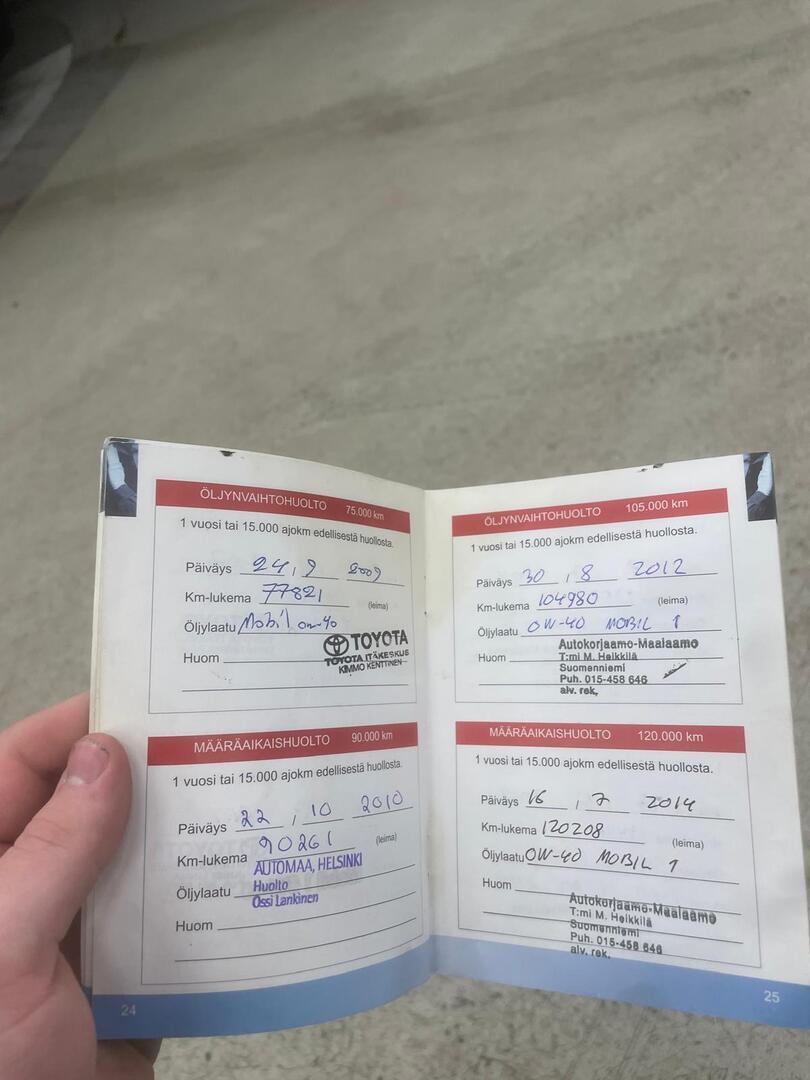 ÖLJYNVAIHTOHUOLTO 75.000 km
1 vuosi tai 15.000 ajokm edellisestä huollosta.
Päiväys 24, 9 2009
Km-lukema 77821
(leima)
Öljylaatu Mobil 0w-40
Huom
TOYOTA
TOYOTA ITÄKESKUS
KIMMO KENTTINEN
MÄÄRÄAIKAISHUOLTO 90.000 km
1 vuosi tai 15.000 ajokm edellisestä huollosta.
Päiväys 22, 10 2010
Km-lukema 90261
(leima)
AUTOMAA, HELSINKI
Öljylaatu Huolto
Ossi Lankinen
Huom
24
ÖLJYNVAIHTOHUOLTO 105.000 km
1 vuosi tai 15.000 ajokm edellisestä huollosta.
Päiväys 30, 8 2012
Km-lukema 104980 (leima)
Öljylaatu 0W-40 MOBIL 1
Huom
Autokorjaamo-Maalaamo
T:mi M. Heikkilä
Suomenniemi
Puh. 015-458 646
alv. rek.
MÄÄRÄAIKAISHUOLTO 120.000 km
1 vuosi tai 15.000 ajokm edellisestä huollosta.
Päiväys 16, 7 2014
Km-lukema 120208
(leima)
Öljylaatu 0W-40 MOBIL 1
Huom
Autokorjaamo-Maalaamo
T:mi M. Heikkilä
Suomenniemi
Puh. 015-458 646
alv. rek.
25